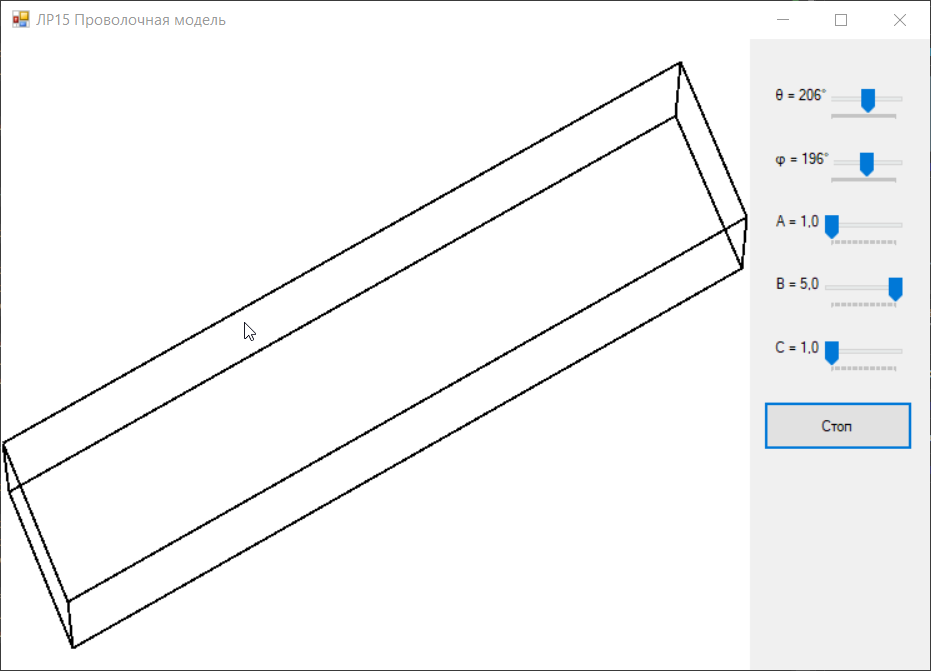 ЛР15 Проволочная модель
θ = 206°
φ = 196°
A = 1,0
B = 5,0
C = 1,0
Стоп